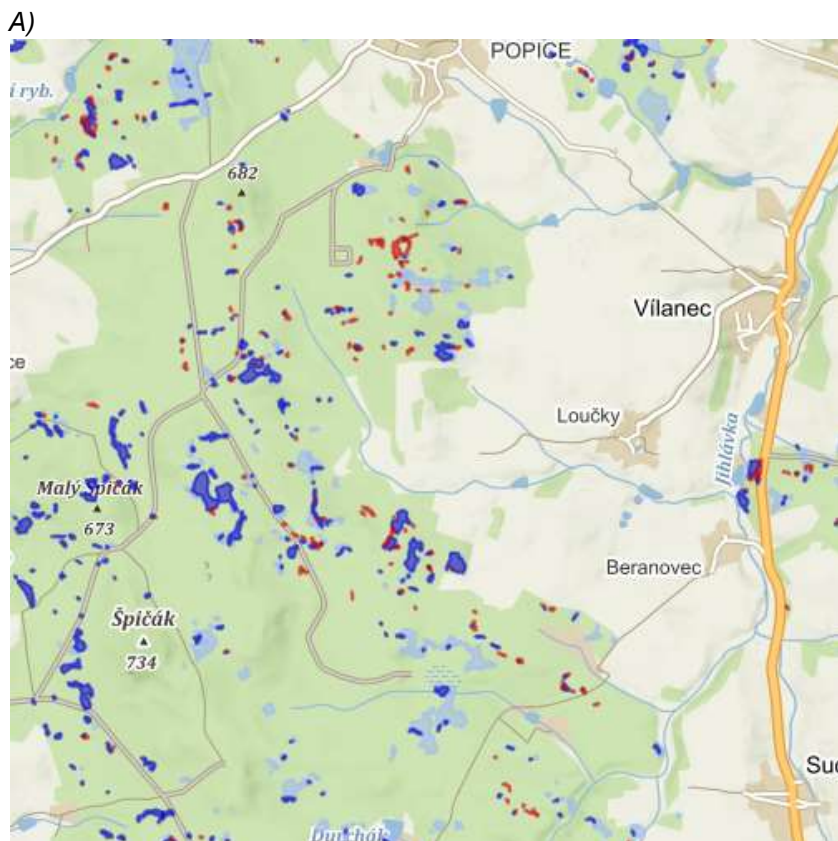 A)
POPICE
í ryb.
682
Vílanec
ce
Loučky
Jihlávka
Malý Špičák
673
Beranovec
Špičák
734
Suc